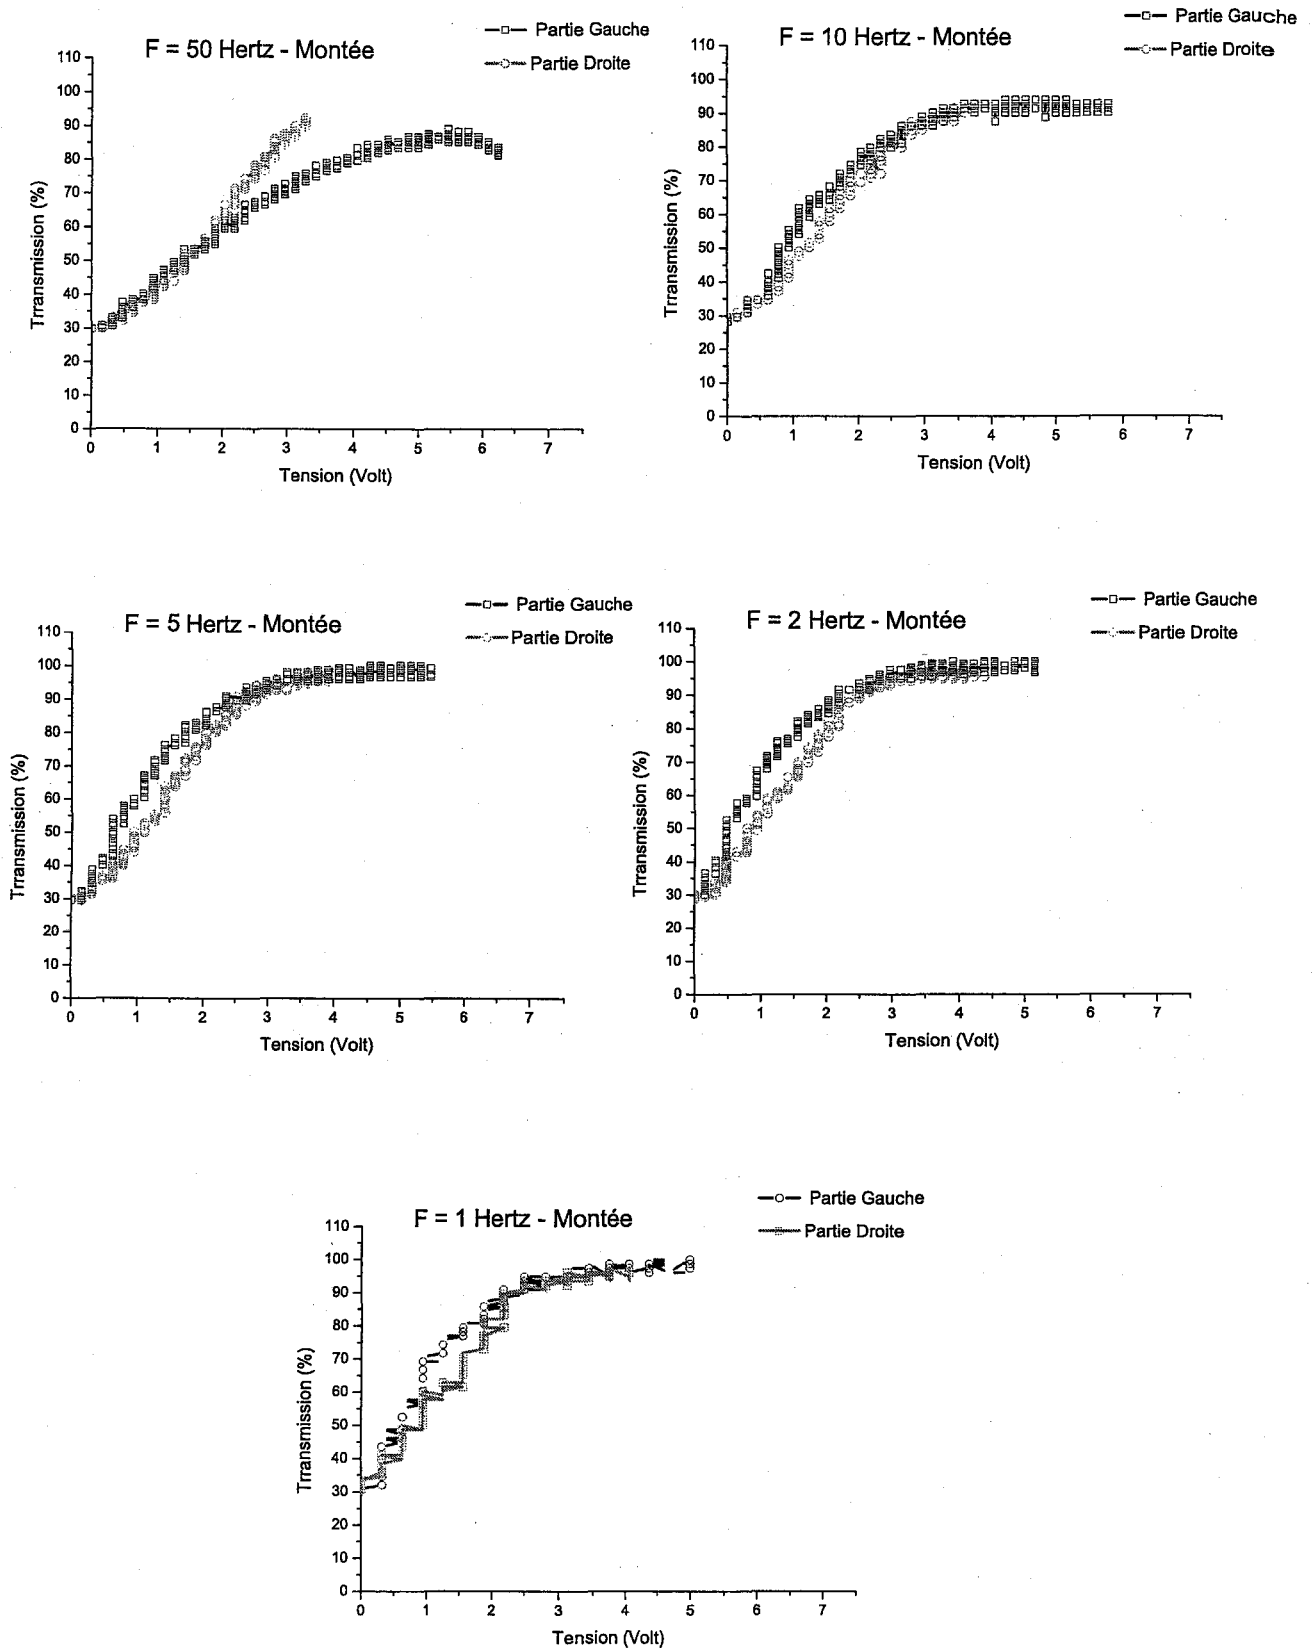 F = 50 Hertz - Montée
Partie Gauche
Partie Droite
110
100
90
80
70
60
50
40
30
20
10
0
Trransmission (%)
0 1 2 3 4 5 6 7
Tension (Volt)
F = 10 Hertz - Montée
Partie Gauche
Partie Droite
110
100
90
80
70
60
50
40
30
20
10
0
Trransmission (%)
0 1 2 3 4 5 6 7
Tension (Volt)
F = 5 Hertz - Montée
Partie Gauche
Partie Droite
110
100
90
80
70
60
50
40
30
20
10
0
Trransmission (%)
0 1 2 3 4 5 6 7
Tension (Volt)
F = 2 Hertz - Montée
Partie Gauche
Partie Droite
110
100
90
80
70
60
50
40
30
20
10
0
Trransmission (%)
0 1 2 3 4 5 6 7
Tension (Volt)
F = 1 Hertz - Montée
Partie Gauche
Partie Droite
110
100
90
80
70
60
50
40
30
20
10
0
Trransmission (%)
0 1 2 3 4 5 6 7
Tension (Volt)